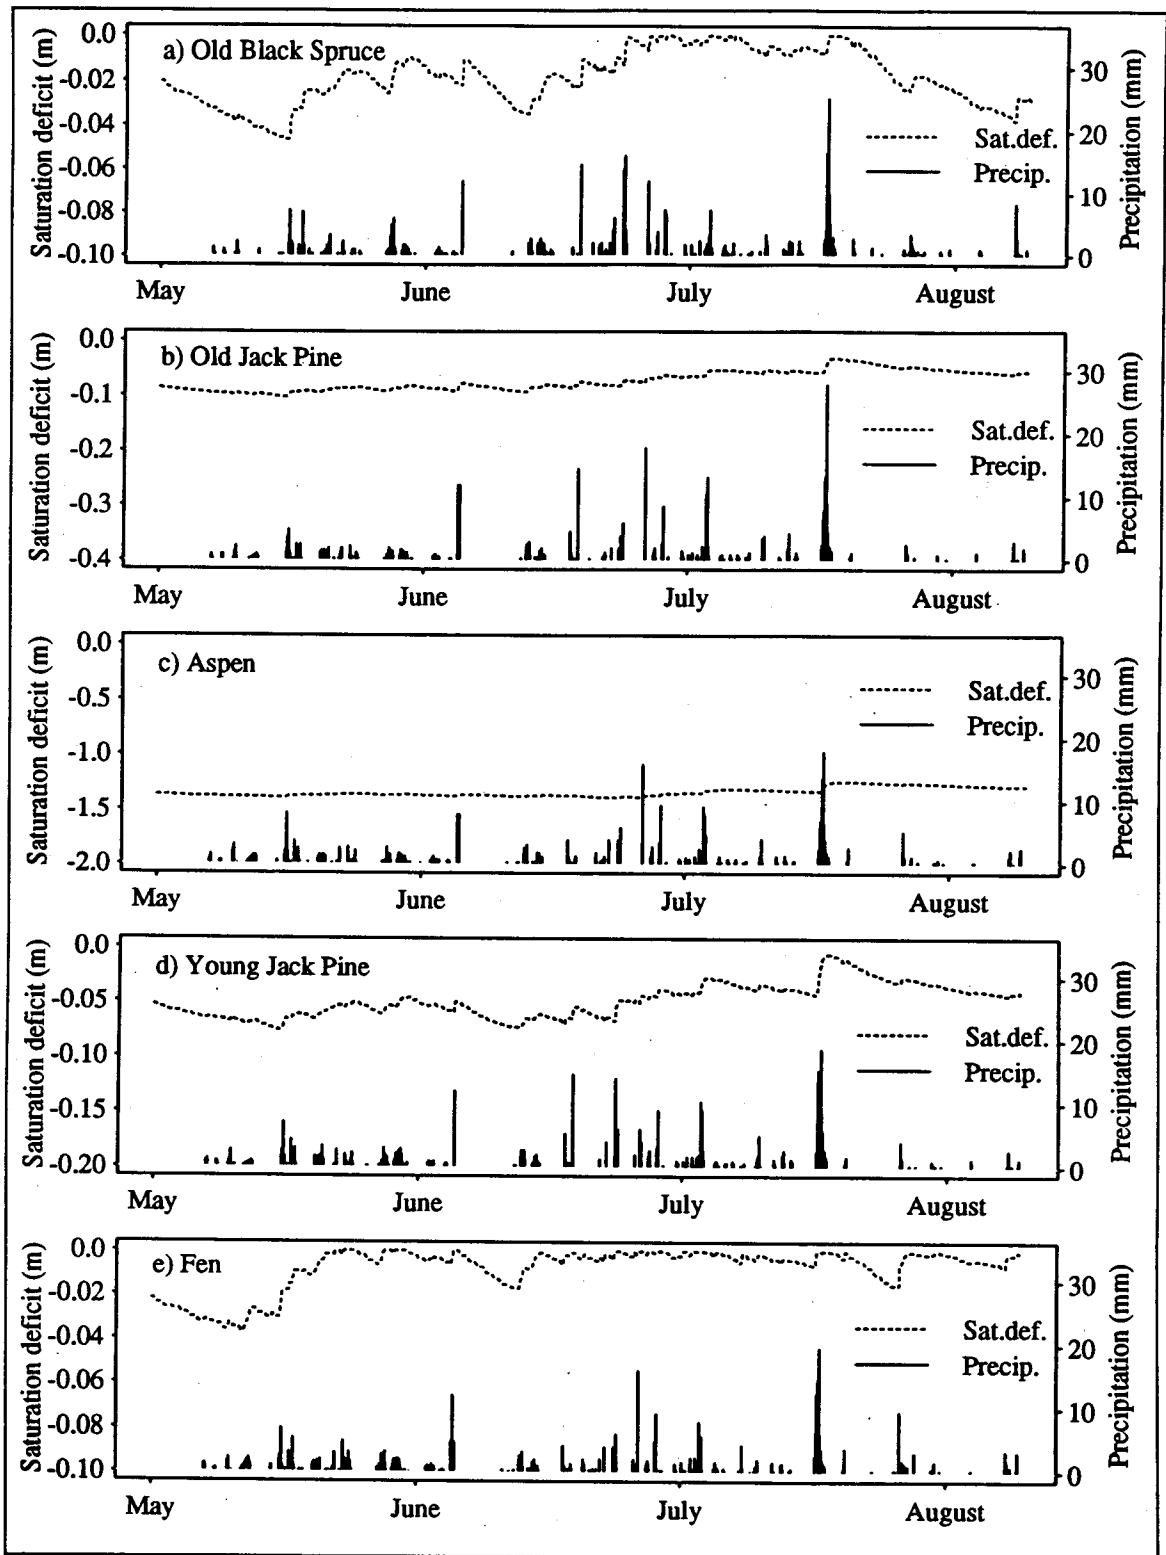 a) Old Black Spruce
Saturation deficit (m)
0.0
-0.02
-0.04
-0.06
-0.08
-0.10
Sat.def.
Precip.
30
20
10
0
Precipitation (mm)
May June July August
b) Old Jack Pine
Saturation deficit (m)
0.0
-0.1
-0.2
-0.3
-0.4
Sat.def.
Precip.
30
20
10
0
Precipitation (mm)
May June July August
c) Aspen
Saturation deficit (m)
0.0
-0.5
-1.0
-1.5
-2.0
Sat.def.
Precip.
30
20
10
0
Precipitation (mm)
May June July August
d) Young Jack Pine
Saturation deficit (m)
0.0
-0.05
-0.10
-0.15
-0.20
Sat.def.
Precip.
30
20
10
0
Precipitation (mm)
May June July August
e) Fen
Saturation deficit (m)
0.0
-0.02
-0.04
-0.06
-0.08
-0.10
Sat.def.
Precip.
30
20
10
0
Precipitation (mm)
May June July August